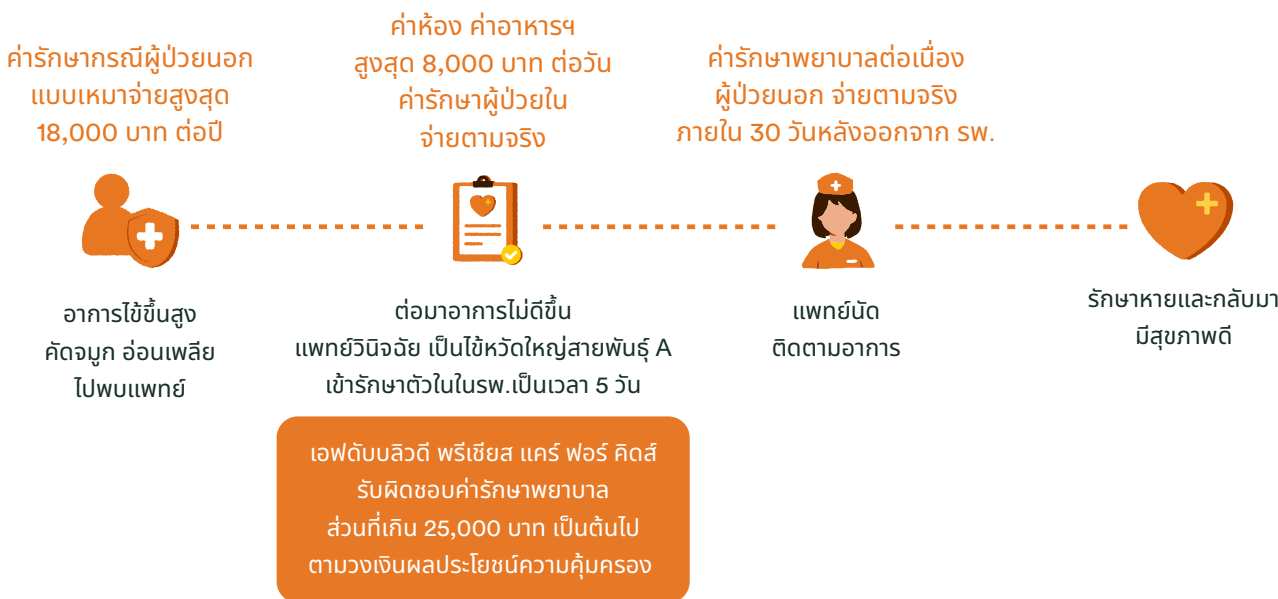 ค่ารักษากรณีผู้ป่วยนอก
แบบเหมาจ่ายสูงสุด
18,000 บาท ต่อปี
ค่าห้อง ค่าอาหารฯ
สูงสุด 8,000 บาท ต่อวัน
ค่ารักษาผู้ป่วยใน
จ่ายตามจริง
ค่ารักษาพยาบาลต่อเนื่อง
ผู้ป่วยนอก จ่ายตามจริง
ภายใน 30 วันหลังออกจาก รพ.
อาการไข้ขึ้นสูง
คัดจมูก อ่อนเพลีย
ไปพบแพทย์
ต่อมาอาการไม่ดีขึ้น
แพทย์วินิจฉัย เป็นไข้หวัดใหญ่สายพันธุ์ A
เข้ารักษาตัวในในรพ.เป็นเวลา 5 วัน
เอฟดับบลิวดี พรีเชียส แคร์ ฟอร์ คิดส์
รับผิดชอบค่ารักษาพยาบาล
ส่วนที่เกิน 25,000 บาท เป็นต้นไป
ตามวงเงินผลประโยชน์ความคุ้มครอง
แพทย์นัด
ติดตามอาการ
รักษาหายและกลับมา
มีสุขภาพดี